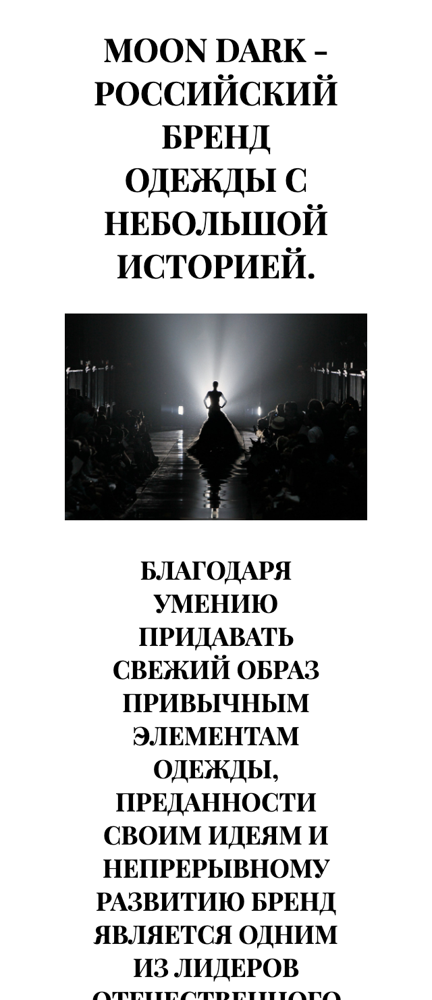 MOON DARK -
РОССИЙСКИЙ
БРЕНД
ОДЕЖДЫ С
НЕБОЛЬШОЙ
ИСТОРИЕЙ.
БЛАГОДАРЯ
УМЕНИЮ
ПРИДАВАТЬ
СВЕЖИЙ ОБРАЗ
ПРИВЫЧНЫМ
ЭЛЕМЕНТАМ
ОДЕЖДЫ,
ПРЕДАННОСТИ
СВОИМ ИДЕЯМ И
НЕПРЕРЫВНОМУ
РАЗВИТИЮ БРЕНД
ЯВЛЯЕТСЯ ОДНИМ
ИЗ ЛИДЕРОВ
ОТЕЧЕСТВЕННОГО